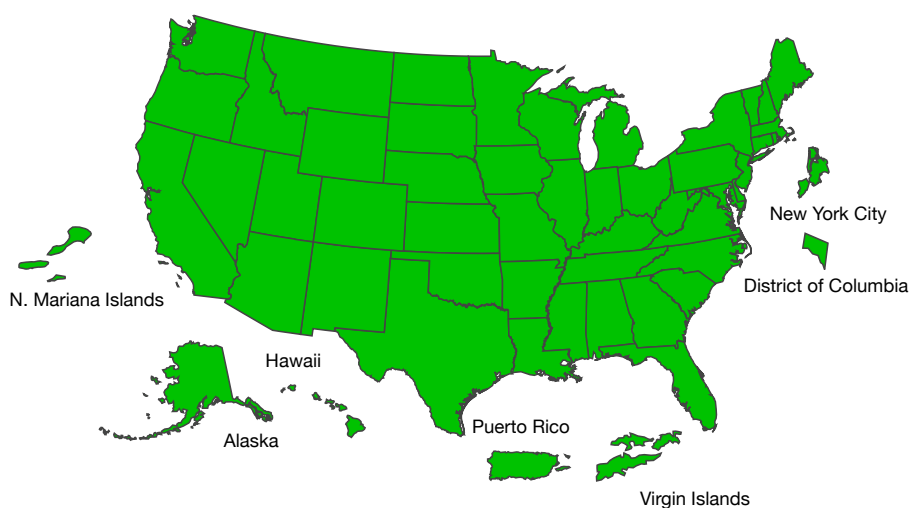 New York City
District of Columbia
N. Mariana Islands
Hawaii
Alaska
Puerto Rico
Virgin Islands